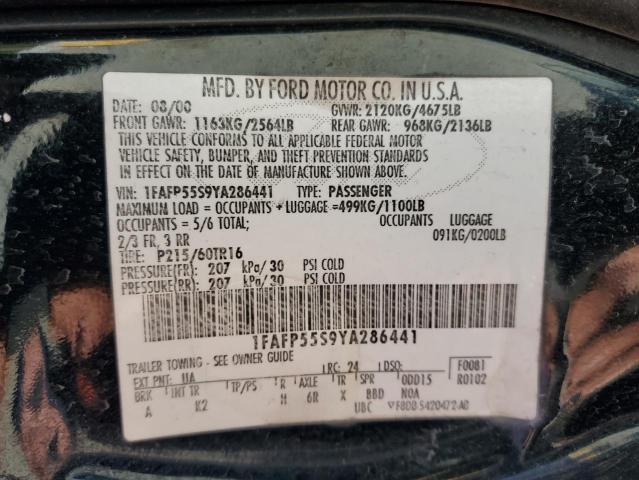 MFD. BY FORD MOTOR CO. IN U.S.A.
DATE: 08/00 GVWR: 2120KG/4675LB
FRONT GAWR: 1163KG/2564LB REAR GAWR: 968KG/2136LB
THIS VEHICLE CONFORMS TO ALL APPLICABLE FEDERAL MOTOR
VEHICLE SAFETY, BUMPER, AND THEFT PREVENTION STANDARDS
IN EFFECT ON THE DATE OF MANUFACTURE SHOWN ABOVE.
VIN: 1FAFP55S9YA286441 TYPE: PASSENGER
MAXIMUM LOAD = OCCUPANTS + LUGGAGE =499KG/1100LB
OCCUPANTS = 5/6 TOTAL; OCCUPANTS LUGGAGE
2/3 FR, 3 RR 091KG/0200LB
TIRE: P215/60TR16
PRESSURE(FR): 207 kPa/ 30 PSI COLD
PRESSURE(RR): 207 kPa/ 30 PSI COLD
1FAFP55S9YA286441
TRAILER TOWING - SEE OWNER GUIDE
EXT PNT: UA RC: 24 DSO: F0081
BRK INT TR TP/PS R AXLE TR SPR 0DD15 R0102
A K2 H 6R X BBD NOA
UBC